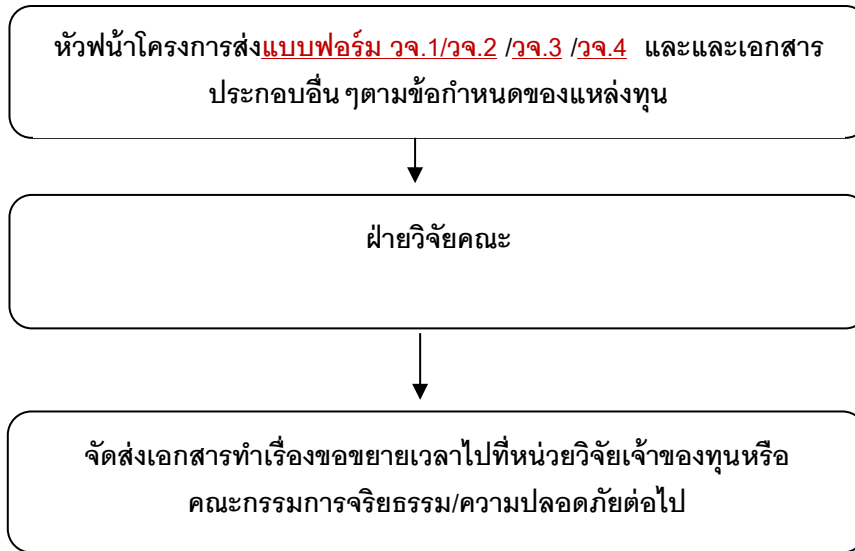 หัวฟน้าโครงการส่งแบบฟอร์ม วจ.1/วจ.2 /วจ.3 /วจ.4 และและเอกสาร
ประกอบอื่น ๆตามข้อกำหนดของแหล่งทุน
ฝ่ายวิจัยคณะ
จัดส่งเอกสารทำเรื่องขอขยายเวลาไปที่หน่วยวิจัยเจ้าของทุนหรือ
คณะกรรมการจริยธรรม/ความปลอดภัยต่อไป